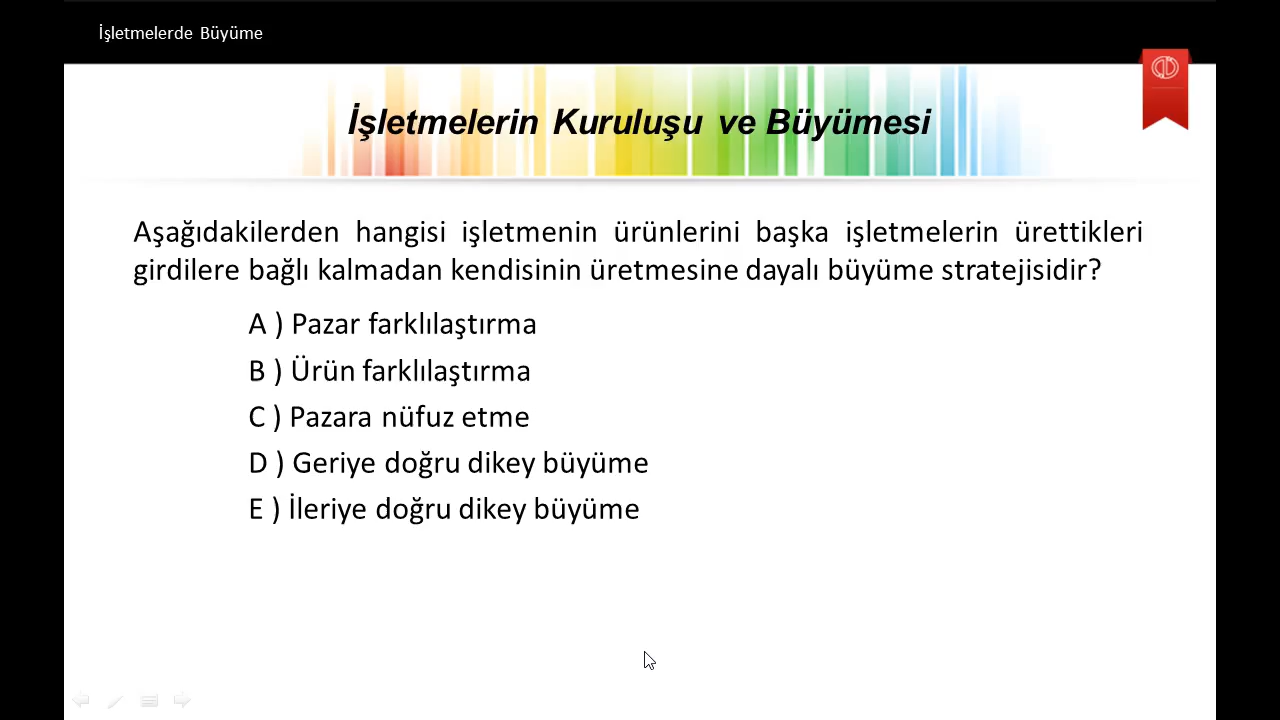 İşletmelerde Büyüme
İşletmelerin Kuruluşu ve Büyümesi
Aşağıdakilerden hangisi işletmenin ürünlerini başka işletmelerin ürettikleri
girdilere bağlı kalmadan kendisinin üretmesine dayalı büyüme stratejisidir?
A ) Pazar farklılaştırma
B ) Ürün farklılaştırma
C ) Pazara nüfuz etme
D ) Geriye doğru dikey büyüme
E ) İleriye doğru dikey büyüme